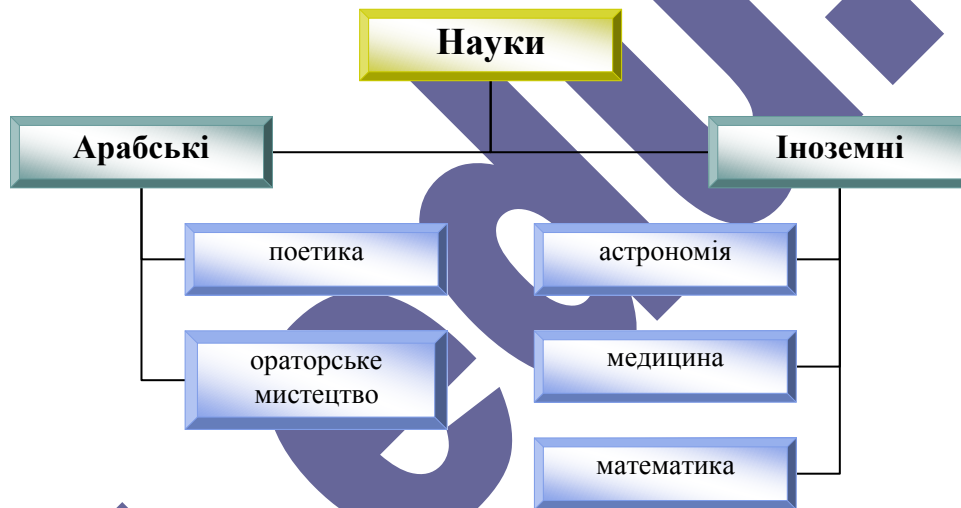 Науки
Арабські
Іноземні
поетика
астрономія
ораторське
мистецтво
медицина
математика